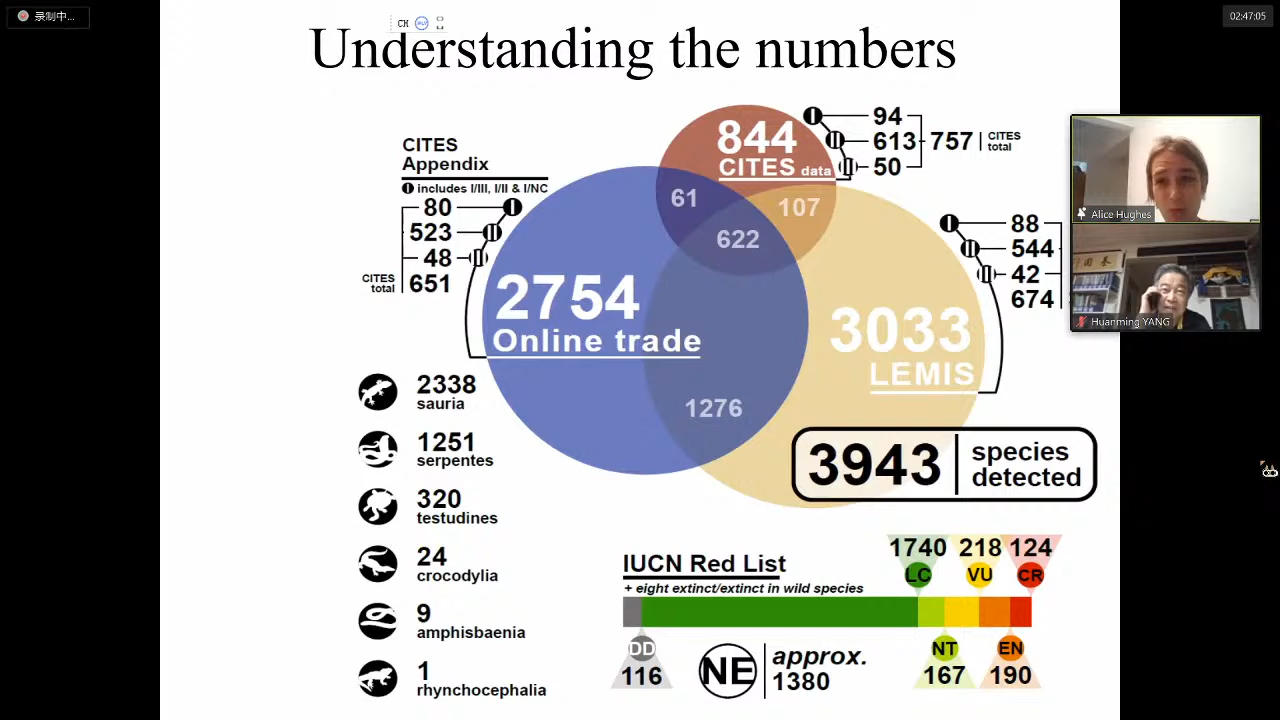 录制中...
CH
02:47:05
Understanding the numbers
CITES
Appendix
I includes I/III, I/II & I/NC
80
523
48
CITES
total
651
844
CITES data
I
94
II
613
III
50
757
CITES
total
61
107
622
2754
Online trade
1276
3033
LEMIS
88
544
42
674
Alice Hughes
Huanming YANG
3943
species
detected
2338
sauria
1251
serpentes
320
testudines
24
crocodylia
9
amphisbaenia
1
rhynchocephalia
IUCN Red List
+ eight extinct/extinct in wild species
1740
LC
218
VU
124
CR
DD
116
NE
approx.
1380
NT
167
EN
190